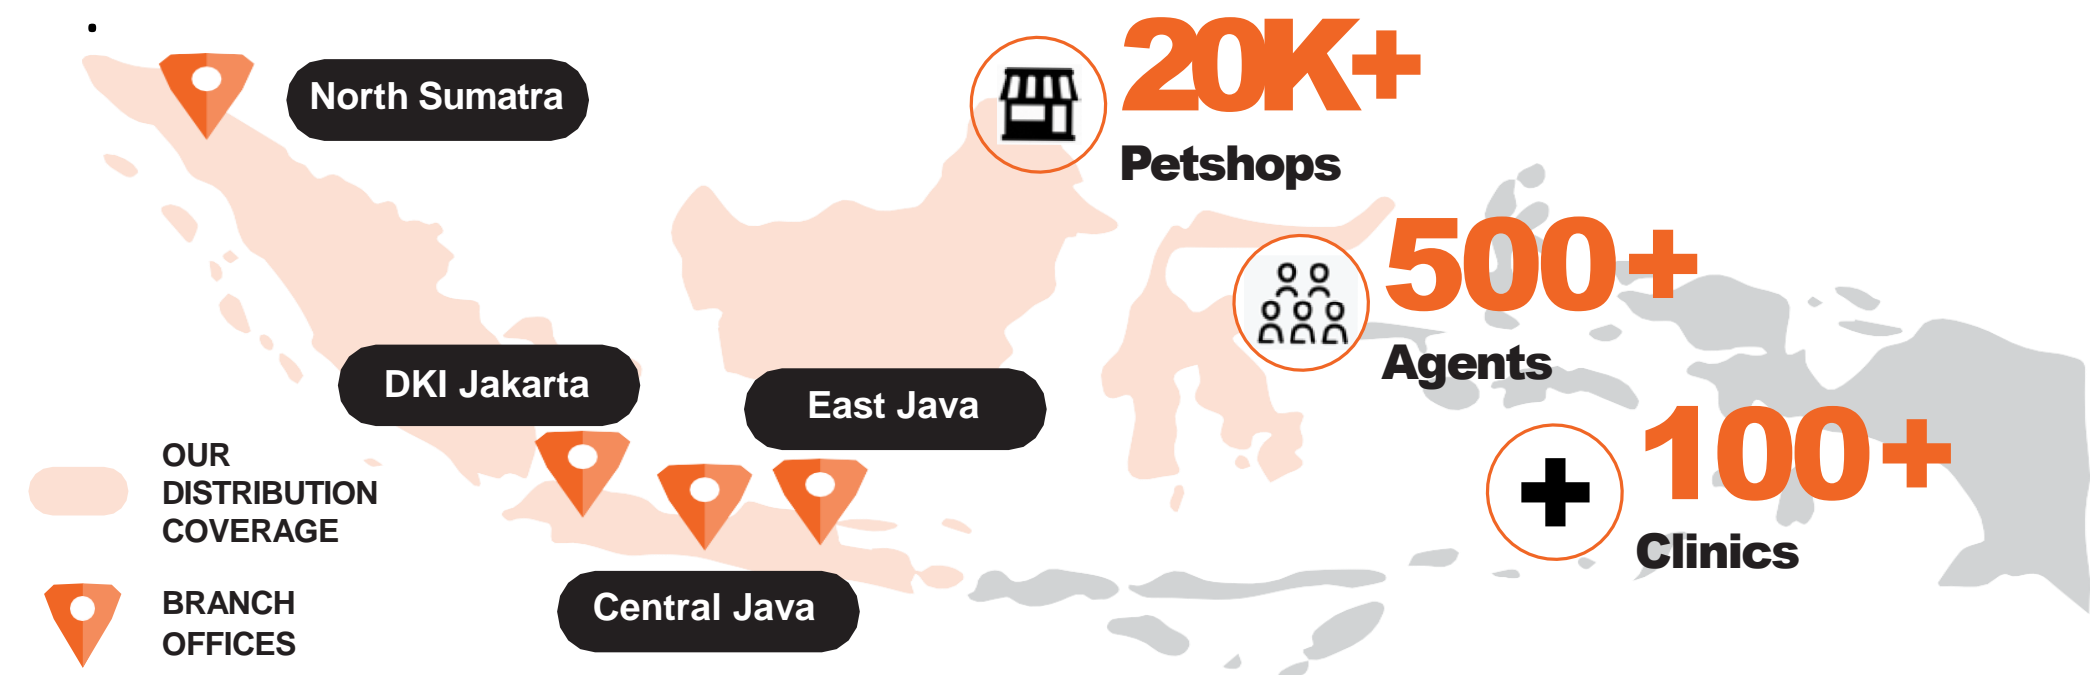 .
North Sumatra
20K+
Petshops
500+
Agents
DKI Jakarta
East Java
100+
Clinics
OUR
DISTRIBUTION
COVERAGE
Central Java
BRANCH
OFFICES